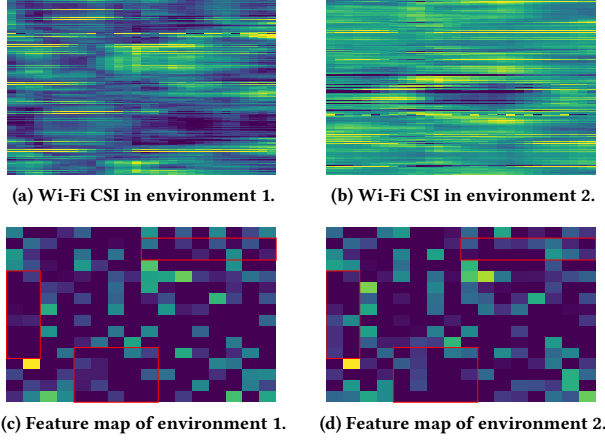 (a) Wi-Fi CSI in environment 1.
(b) Wi-Fi CSI in environment 2.
(c) Feature map of environment 1.
(d) Feature map of environment 2.